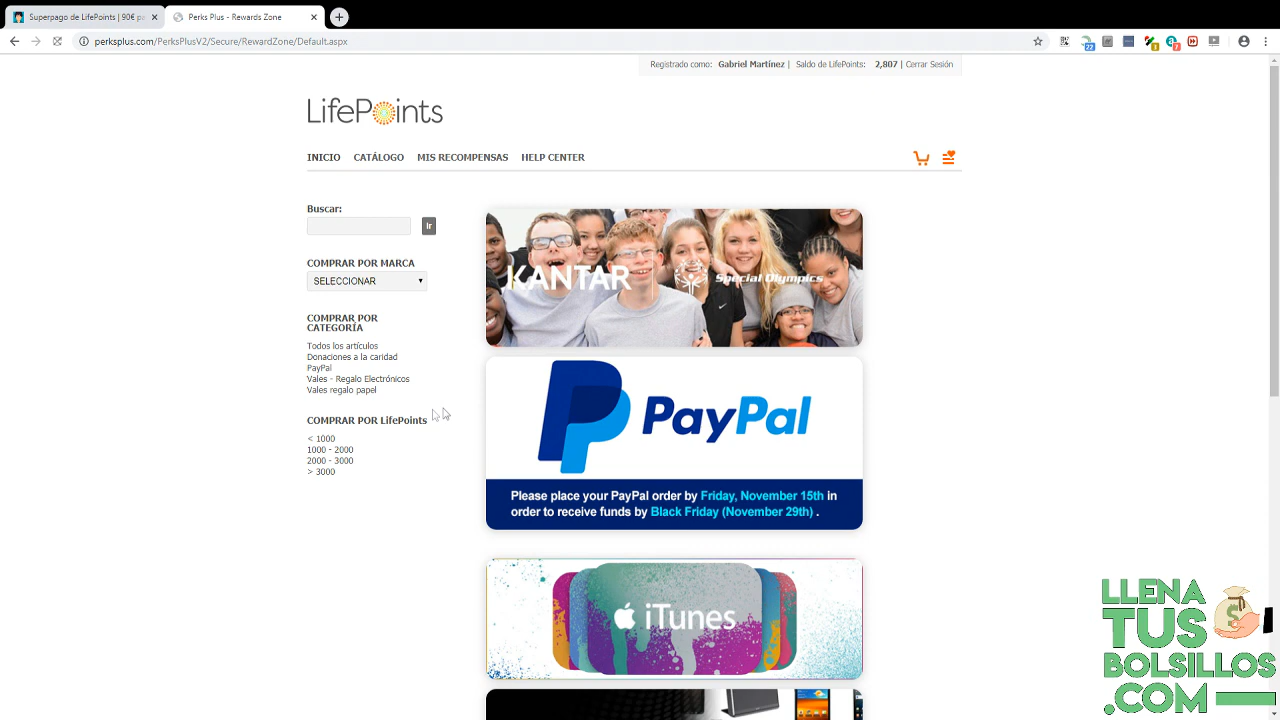 Superpago de LifePoints | 90€ pa
Perks Plus - Rewards Zone
perksplus.com/PerksPlusV2/Secure/RewardZone/Default.aspx
Registrado como: Gabriel Martínez | Saldo de LifePoints: 2,807 | Cerrar Sesión
LifePoints
INICIO CATÁLOGO MIS RECOMPENSAS HELP CENTER
Buscar:
Ir
COMPRAR POR MARCA
SELECCIONAR
COMPRAR POR
CATEGORÍA
Todos los artículos
Donaciones a la caridad
PayPal
Vales - Regalo Electrónicos
Vales regalo papel
COMPRAR POR LifePoints
< 1000
1000 - 2000
2000 - 3000
> 3000
KANTAR Special Olympics
PayPal
Please place your PayPal order by Friday, November 15th in
order to receive funds by Black Friday (November 29th) .
iTunes
LLENA
TUS
BOLSILLOS
.COM